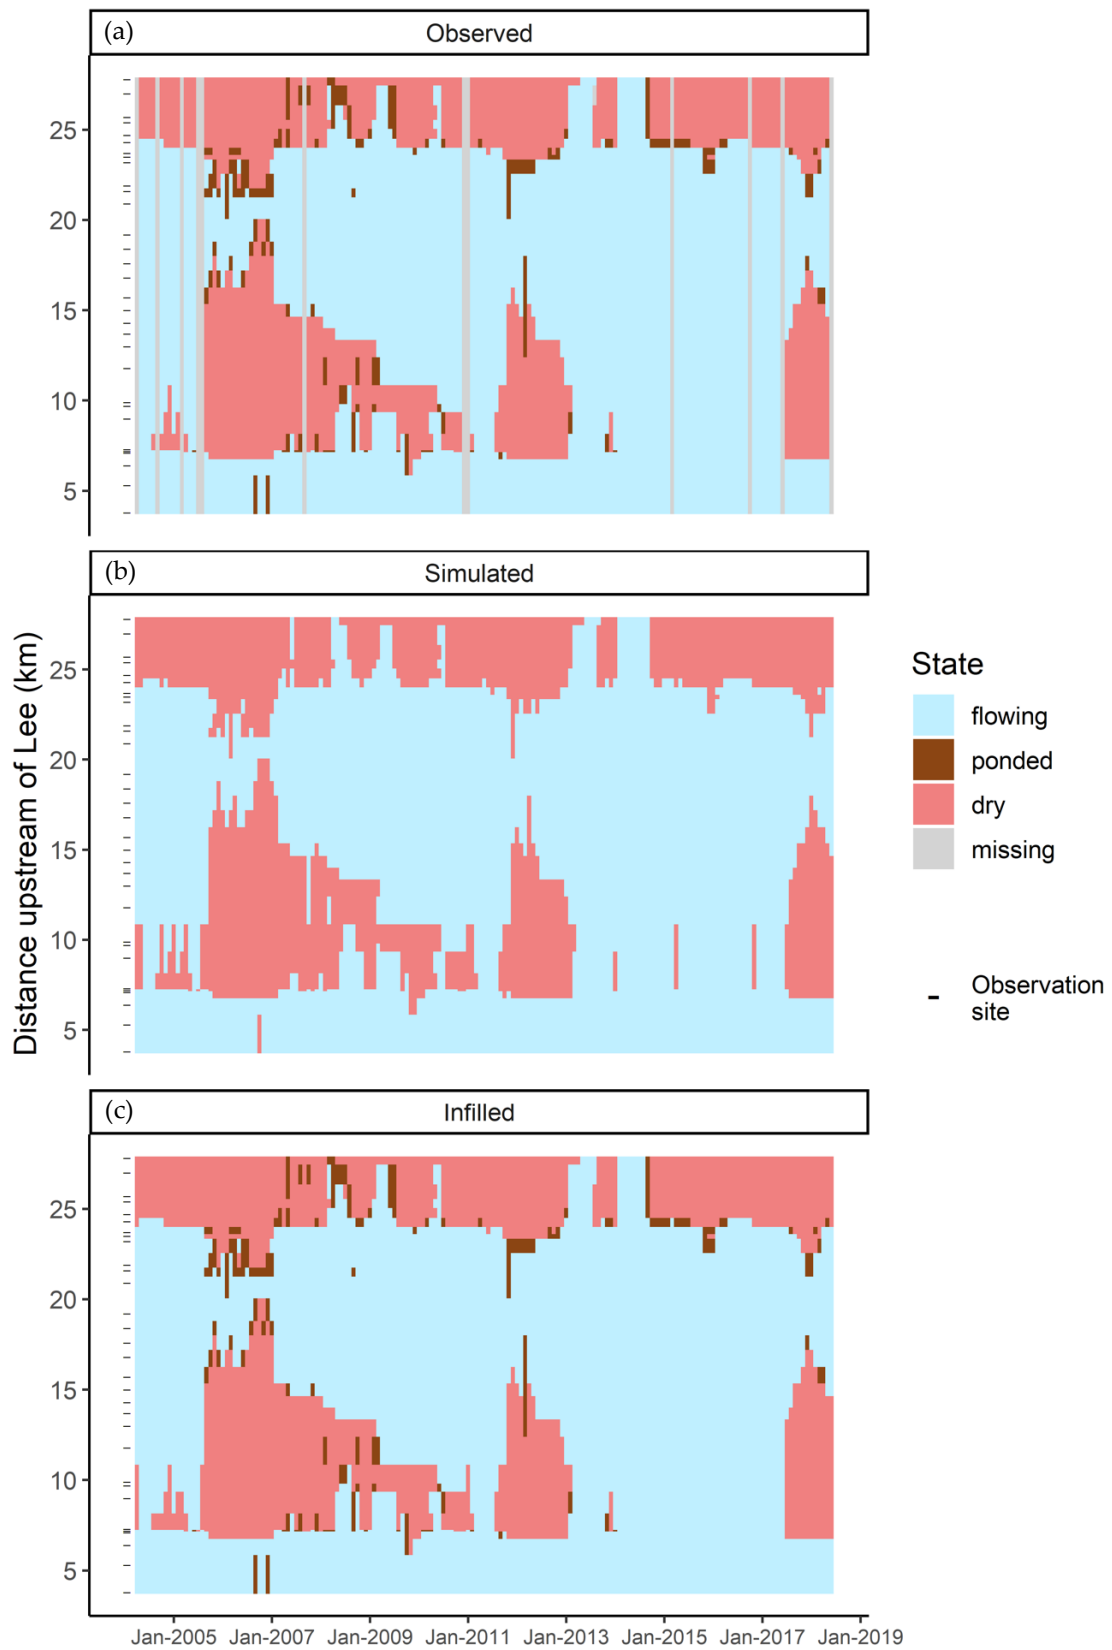 (a)
Observed
25
20
15
10
5
(b)
Simulated
25
20
15
10
5
Distance upstream of Lee (km)
State
flowing
ponded
dry
missing
Observation
site
(c)
Infilled
25
20
15
10
5
Jan-2005 Jan-2007 Jan-2009 Jan-2011 Jan-2013 Jan-2015 Jan-2017 Jan-2019